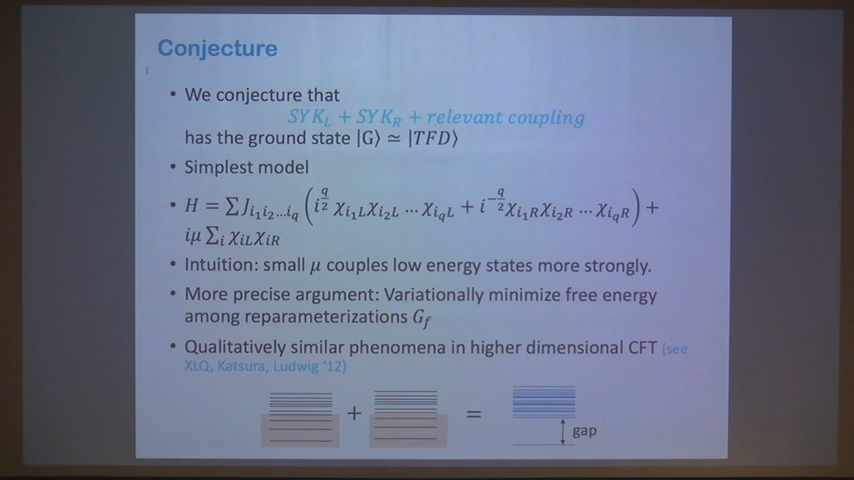 Conjecture
• We conjecture that
SYK_L + SYK_R + relevant coupling
has the ground state |G⟩ ≃ |TFD⟩
• Simplest model
• H = ∑ J_{i_1 i_2 … i_q} (i^{q/2} χ_{i_1 L} χ_{i_2 L} … χ_{i_q L} + i^{-q/2} χ_{i_1 R} χ_{i_2 R} … χ_{i_q R}) +
iμ ∑_i χ_{iL} χ_{iR}
• Intuition: small μ couples low energy states more strongly.
• More precise argument: Variationally minimize free energy
among reparameterizations G_f
• Qualitatively similar phenomena in higher dimensional CFT (see
XLQ, Katsura, Ludwig '12)
+ =
gap